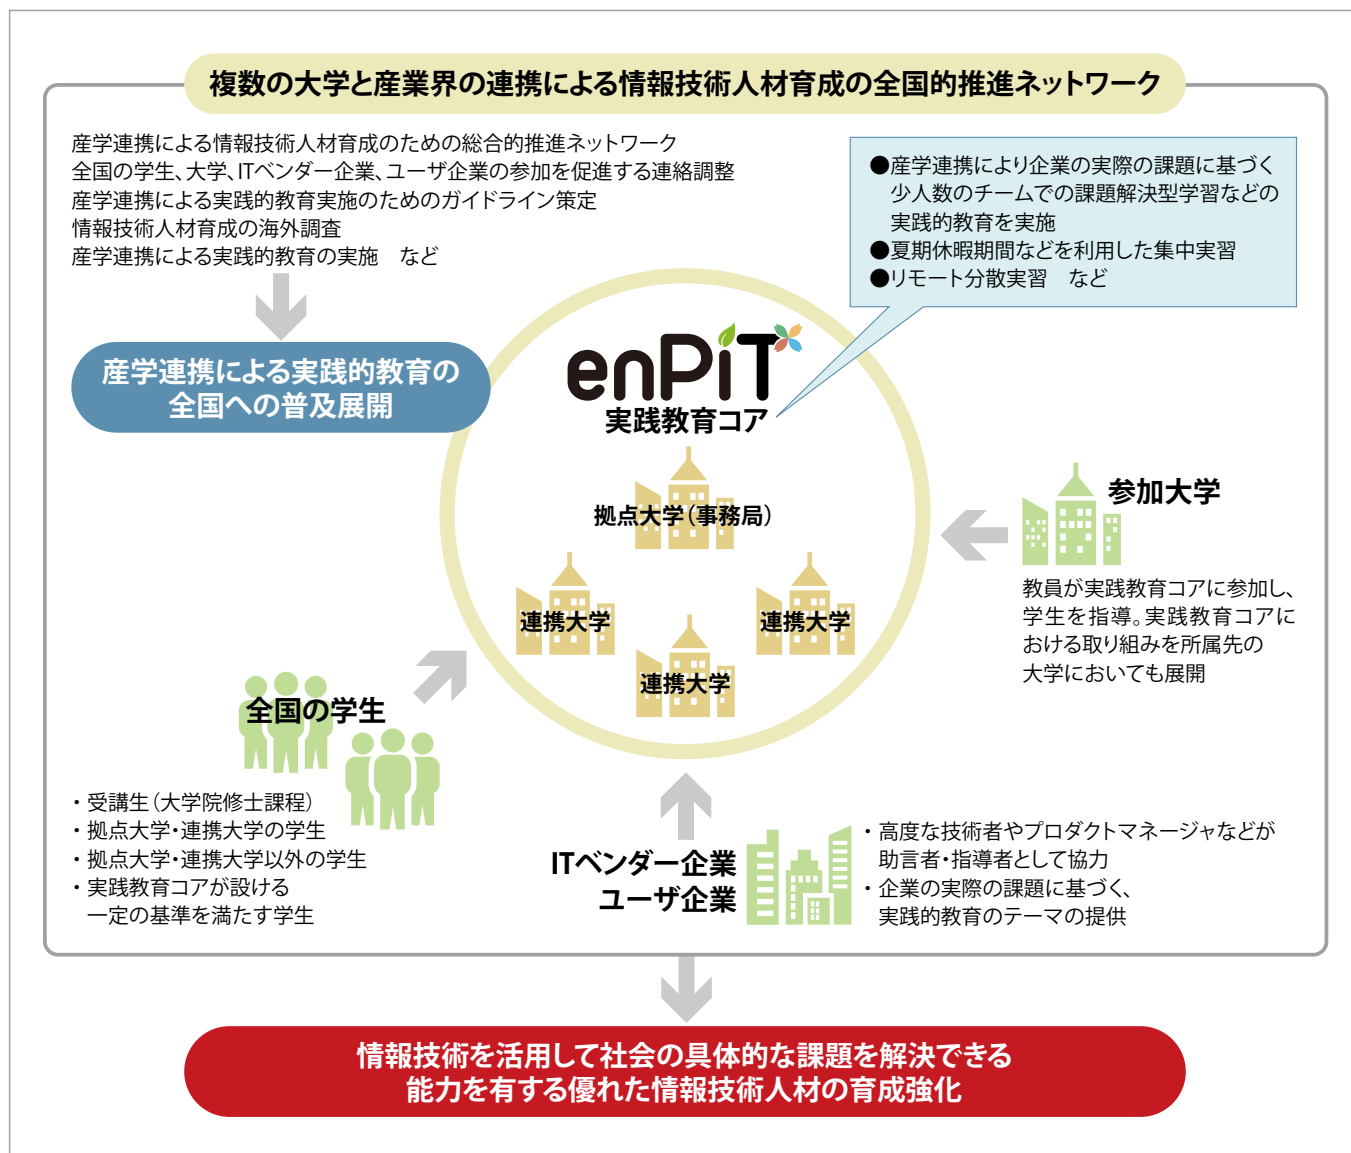 複数の大学と産業界の連携による情報技術人材育成の全国的推進ネットワーク
産学連携による情報技術人材育成のための総合的推進ネットワーク
全国の学生、大学、ITベンダー企業、ユーザ企業の参加を促進する連絡調整
産学連携による実践的教育実施のためのガイドライン策定
情報技術人材育成の海外調査
産学連携による実践的教育の実施　など
●産学連携により企業の実際の課題に基づく
少人数のチームでの課題解決型学習などの
実践的教育を実施
●夏期休暇期間などを利用した集中実習
●リモート分散実習　など
産学連携による実践的教育の
全国への普及展開
enPiT
実践教育コア
拠点大学（事務局）
連携大学
連携大学
連携大学
参加大学
教員が実践教育コアに参加し、
学生を指導。実践教育コアに
おける取り組みを所属先の
大学においても展開
全国の学生
・受講生（大学院修士課程）
・拠点大学・連携大学の学生
・拠点大学・連携大学以外の学生
・実践教育コアが設ける
一定の基準を満たす学生
ITベンダー企業
ユーザ企業
・高度な技術者やプロダクトマネージャなどが
助言者・指導者として協力
・企業の実際の課題に基づく、
実践的教育のテーマの提供
情報技術を活用して社会の具体的な課題を解決できる
能力を有する優れた情報技術人材の育成強化